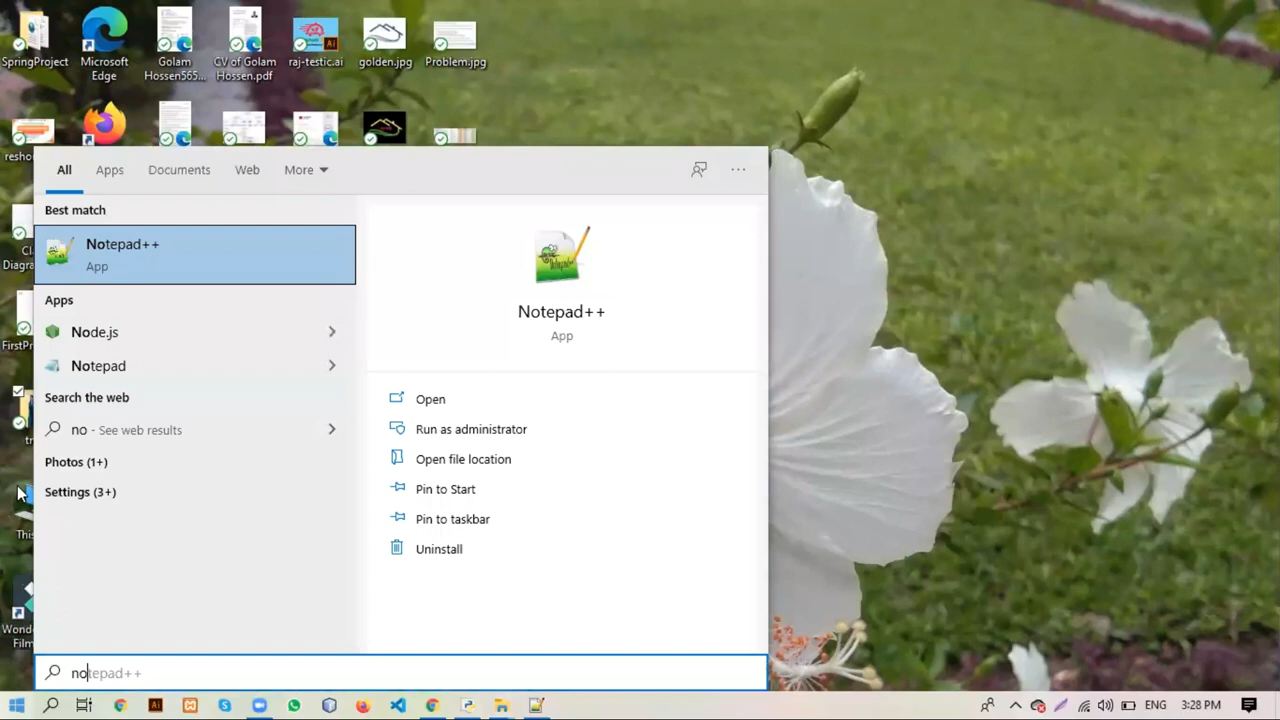 SpringProject
Microsoft
Edge
Golam
Hossen565...
CV of Golam
Hossen.pdf
raj-testic.ai
golden.jpg
Problem.jpg
All
Apps
Documents
Web
More
Best match
Notepad++
App
Apps
Node.js
Notepad
Search the web
no - See web results
Photos (1+)
Settings (3+)
Notepad++
App
Open
Run as administrator
Open file location
Pin to Start
Pin to taskbar
Uninstall
notepad++
ENG
3:28 PM